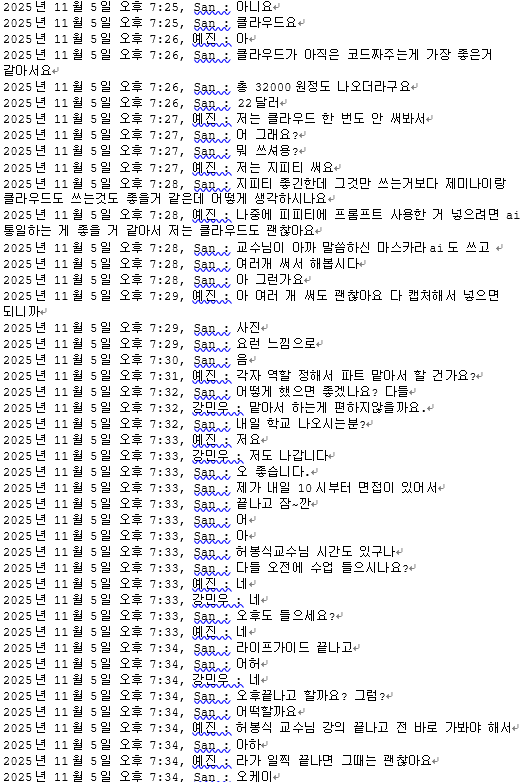 2025년 11월 5일 오후 7:25, San : 아니요
2025년 11월 5일 오후 7:25, San : 클라우드요
2025년 11월 5일 오후 7:26, 예진 : 아
2025년 11월 5일 오후 7:26, San : 클라우드가 아직은 코드짜주는게 가장 좋은거
같아서요
2025년 11월 5일 오후 7:26, San : 총 32000원정도 나오더라구요
2025년 11월 5일 오후 7:26, San : 22달러
2025년 11월 5일 오후 7:27, 예진 : 저는 클라우드 한 번도 안 써봐서
2025년 11월 5일 오후 7:27, San : 어 그래요?
2025년 11월 5일 오후 7:27, San : 뭐 쓰셔용?
2025년 11월 5일 오후 7:27, 예진 : 저는 지피티 써요
2025년 11월 5일 오후 7:28, San : 지피티 좋긴한데 그것만 쓰는거보다 제미나이랑
클라우드도 쓰는것도 좋을거 같은데 어떻게 생각하시나요
2025년 11월 5일 오후 7:28, 예진 : 나중에 피피티에 프롬프트 사용한 거 넣으려면 ai
통일하는 게 좋을 거 같아서 저는 클라우드도 괜찮아요
2025년 11월 5일 오후 7:28, San : 교수님이 아까 말씀하신 마스카라ai도 쓰고
2025년 11월 5일 오후 7:28, San : 여러개 써서 해봅시다
2025년 11월 5일 오후 7:28, San : 아 그런가요
2025년 11월 5일 오후 7:29, 예진 : 아 여러 개 써도 괜찮아요 다 캡처해서 넣으면
되니까
2025년 11월 5일 오후 7:29, San : 사진
2025년 11월 5일 오후 7:29, San : 요런 느낌으로
2025년 11월 5일 오후 7:30, San : 음
2025년 11월 5일 오후 7:31, 예진 : 각자 역할 정해서 파트 맡아서 할 건가요?
2025년 11월 5일 오후 7:32, San : 어떻게 했으면 좋겠나요? 다들
2025년 11월 5일 오후 7:32, 강민우 : 맡아서 하는게 편하지않을까요.
2025년 11월 5일 오후 7:32, San : 내일 학교 나오시는분?
2025년 11월 5일 오후 7:33, 예진 : 저요
2025년 11월 5일 오후 7:33, 강민우 : 저도 나갑니다
2025년 11월 5일 오후 7:33, San : 오 좋습니다.
2025년 11월 5일 오후 7:33, San : 제가 내일 10시부터 면접이 있어서
2025년 11월 5일 오후 7:33, San : 끝나고 잠~깐
2025년 11월 5일 오후 7:33, San : 어
2025년 11월 5일 오후 7:33, San : 아
2025년 11월 5일 오후 7:33, San : 허봉식교수님 시간도 있구나
2025년 11월 5일 오후 7:33, San : 다들 오전에 수업 들으시나요?
2025년 11월 5일 오후 7:33, 예진 : 네
2025년 11월 5일 오후 7:33, 강민우 : 네
2025년 11월 5일 오후 7:33, San : 오후도 들으세요?
2025년 11월 5일 오후 7:33, 예진 : 네
2025년 11월 5일 오후 7:34, San : 라이프가이드 끝나고
2025년 11월 5일 오후 7:34, San : 어허
2025년 11월 5일 오후 7:34, 강민우 : 네
2025년 11월 5일 오후 7:34, San : 오후끝나고 할까요? 그럼?
2025년 11월 5일 오후 7:34, San : 어떡할까요
2025년 11월 5일 오후 7:34, 예진 : 허봉식 교수님 강의 끝나고 전 바로 가봐야 해서
2025년 11월 5일 오후 7:34, San : 아하
2025년 11월 5일 오후 7:34, 예진 : 라가 일찍 끝나면 그때는 괜찮아요
2025년 11월 5일 오후 7:34, San : 오케이